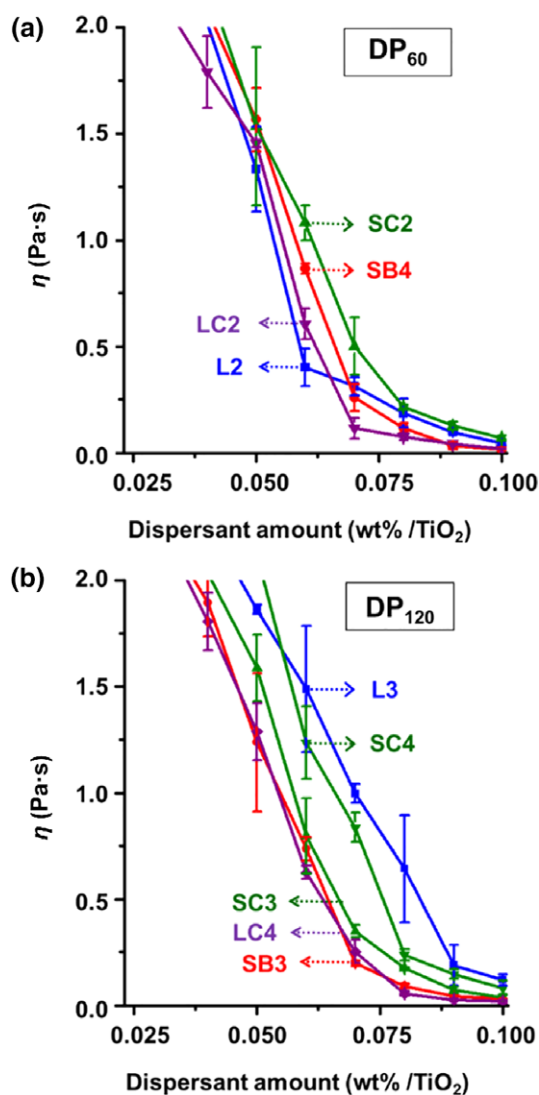 (a)
DP60
2.0
1.5
1.0
0.5
0.0
η (Pa·s)
SC2
SB4
LC2
L2
0.025 0.050 0.075 0.100
Dispersant amount (wt% /TiO2)
(b)
DP120
2.0
1.5
1.0
0.5
0.0
η (Pa·s)
L3
SC4
SC3
LC4
SB3
0.025 0.050 0.075 0.100
Dispersant amount (wt% /TiO2)